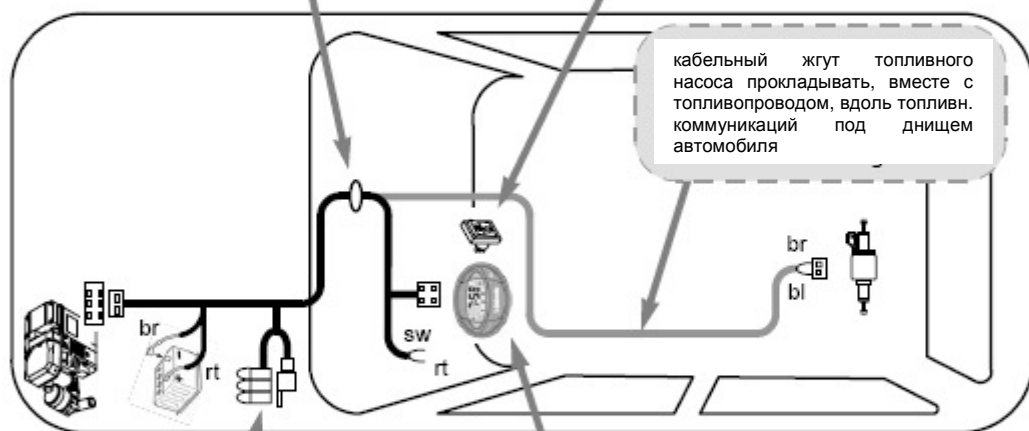 кабельный жгут топливного
насоса прокладывать, вместе с
топливопроводом, вдоль топливн.
коммуникаций под днищем
автомобиля
br
bl
br
rt
sw
rt